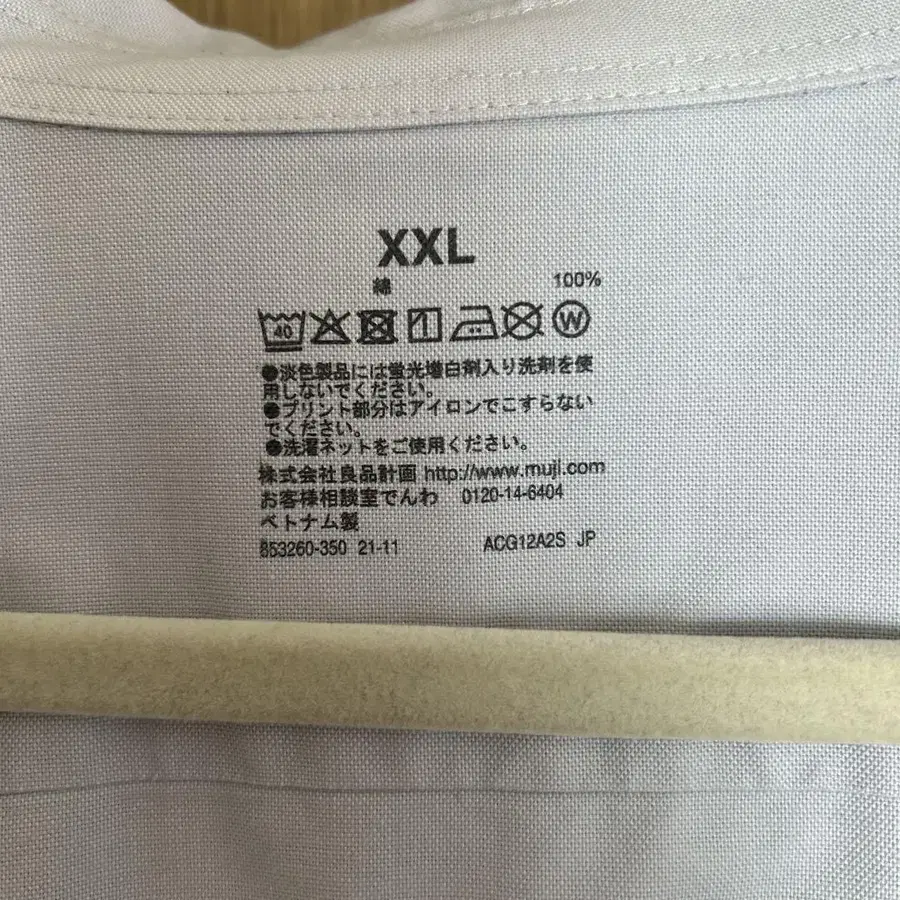 XXL
綿 100%
40 W
●淡色製品には蛍光増白剤入り洗剤を使
用しないでください。
●プリント部分はアイロンでこすらない
でください。
●洗濯ネットをご使用ください。
株式会社良品計画 http://www.muji.com
お客様相談室でんわ 0120-14-6404
ベトナム製
853260-350 21-11 ACG12A2S JP